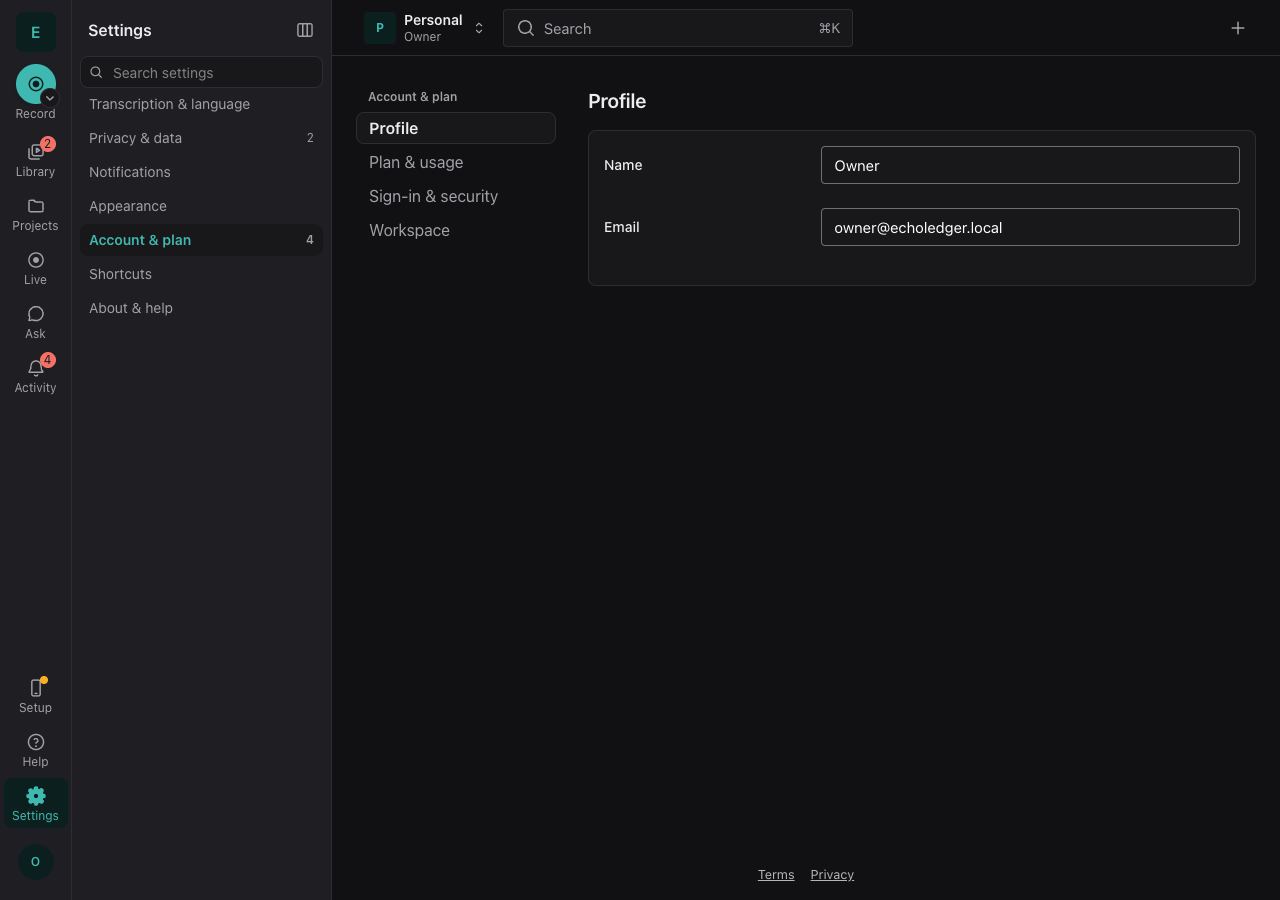 E
Record
2
Library
Projects
Live
Ask
4
Activity
Setup
Help
Settings
O
Settings
Search settings
Transcription & language
Privacy & data 2
Notifications
Appearance
Account & plan 4
Shortcuts
About & help
P
Personal
Owner
Search ⌘K
Account & plan
Profile
Plan & usage
Sign-in & security
Workspace
Profile
Name Owner
Email owner@echoledger.local
Terms Privacy